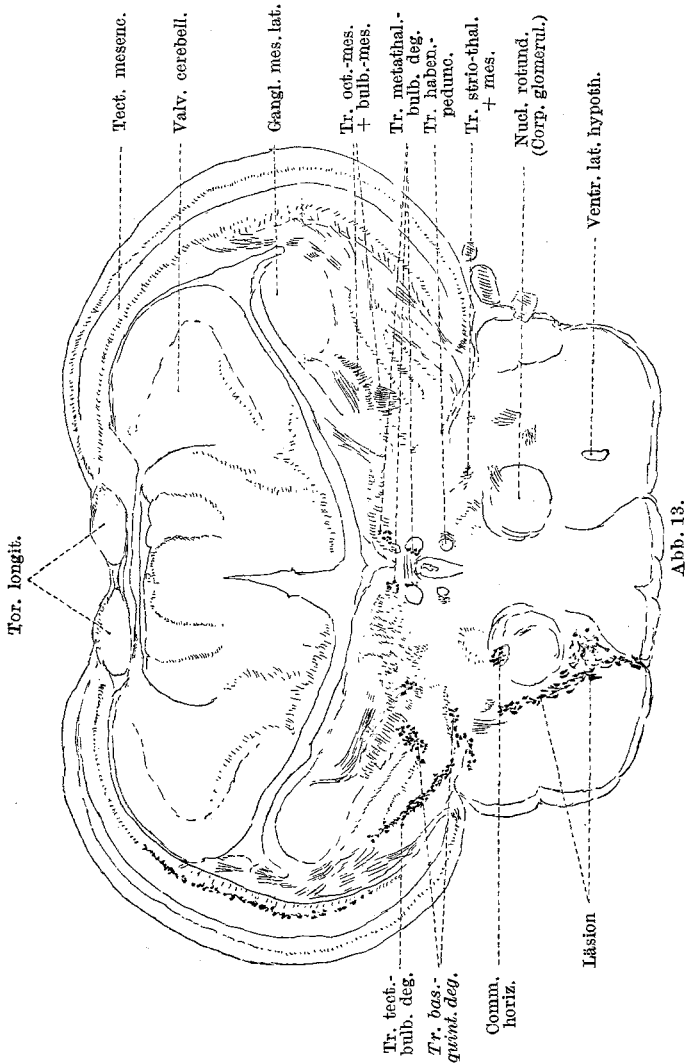 Tor. longit.
Tect. mesenc.
Valv. cerebell.
Gangl. mes. lat.
Tr. oct.-mes.
+ bulb.-mes.
Tr. metathal.-
bulb. deg.
Tr. haben.-
pedunc.
Tr. strio-thal.
+ mes.
Nucl. rotund.
(Corp. glomerul.)
Ventr. lat. hypoth.
Tr. tect.-
bulb. deg.
Tr. bas.-
quint. deg.
Comm.
horiz.
Läsion
Abb. 13.